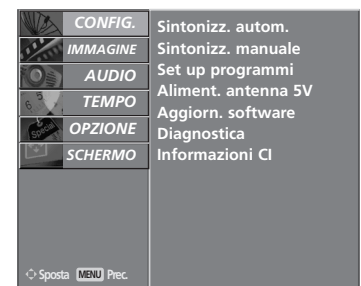 CONFIG.
IMMAGINE
AUDIO
TEMPO
OPZIONE
SCHERMO
Sintonizz. autom.
Sintonizz. manuale
Set up programmi
Aliment. antenna 5V
Aggiorn. software
Diagnostica
Informazioni CI
Sposta MENU Prec.